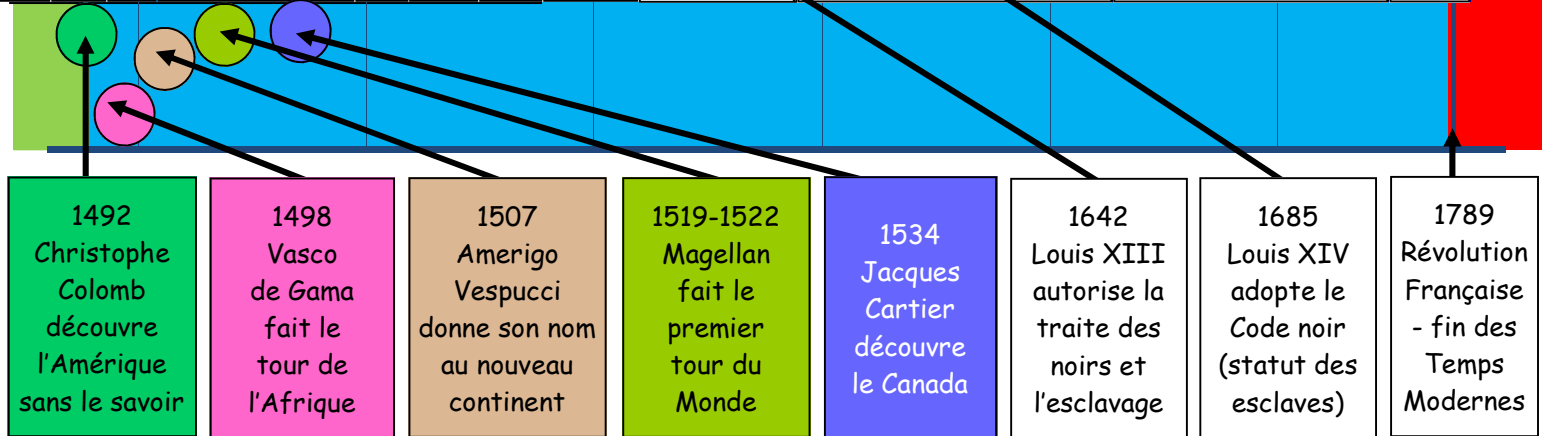 1492
Christophe
Colomb
découvre
l'Amérique
sans le savoir
1498
Vasco
de Gama
fait le
tour de
l'Afrique
1507
Amerigo
Vespucci
donne son nom
au nouveau
continent
1519-1522
Magellan
fait le
premier
tour du
Monde
1534
Jacques
Cartier
découvre
le Canada
1642
Louis XIII
autorise la
traite des
noirs et
l'esclavage
1685
Louis XIV
adopte le
Code noir
(statut des
esclaves)
1789
Révolution
Française
- fin des
Temps
Modernes